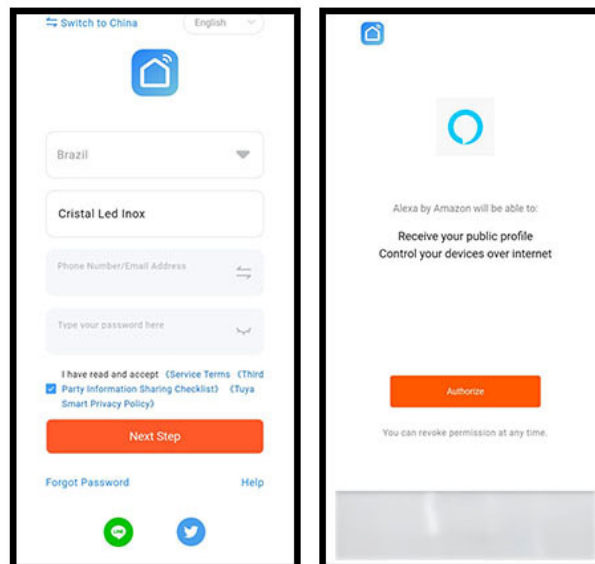 Switch to China
English
Brazil
Cristal Led Inox
Phone Number/Email Address
Type your password here
I have read and accept 《Service Terms 《Third
Party Information Sharing Checklist》 《Tuya
Smart Privacy Policy》
Next Step
Forgot Password
Help
LINE
Alexa by Amazon will be able to:
Receive your public profile
Control your devices over internet
Authorize
You can revoke permission at any time.